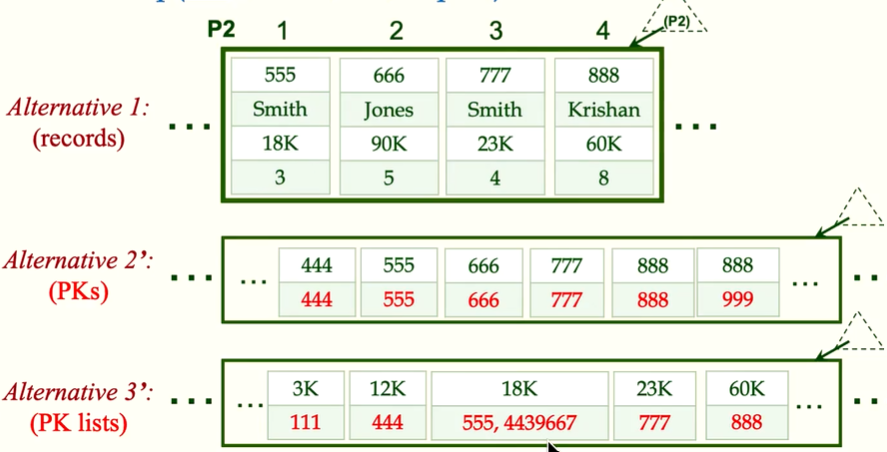 P2 1 2 3 4 (P2)
Alternative 1:
(records)
... 555 666 777 888 ...
Smith Jones Smith Krishan
18K 90K 23K 60K
3 5 4 8
Alternative 2’:
(PKs)
... ... 444 555 666 777 888 888 ... ..
444 555 666 777 888 999
Alternative 3’:
(PK lists)
... ... 3K 12K 18K 23K 60K ... ..
111 444 555, 4439667 777 888